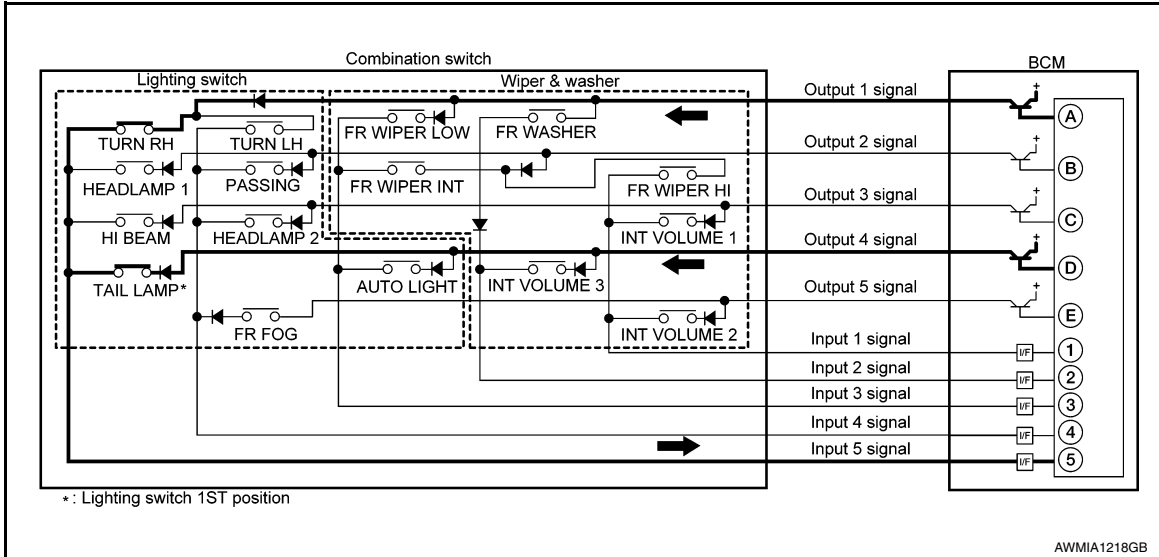 Combination switch
BCM
Lighting switch
Wiper & washer
Output 1 signal
+
A
TURN RH
TURN LH
FR WIPER LOW
FR WASHER
Output 2 signal
+
B
HEADLAMP 1
PASSING
FR WIPER INT
FR WIPER HI
Output 3 signal
+
C
HI BEAM
HEADLAMP 2
INT VOLUME 1
Output 4 signal
+
D
TAIL LAMP*
AUTO LIGHT
INT VOLUME 3
Output 5 signal
+
E
FR FOG
INT VOLUME 2
Input 1 signal
I/F
1
Input 2 signal
I/F
2
Input 3 signal
I/F
3
Input 4 signal
I/F
4
Input 5 signal
I/F
5
* : Lighting switch 1ST position
AWMIA1218GB